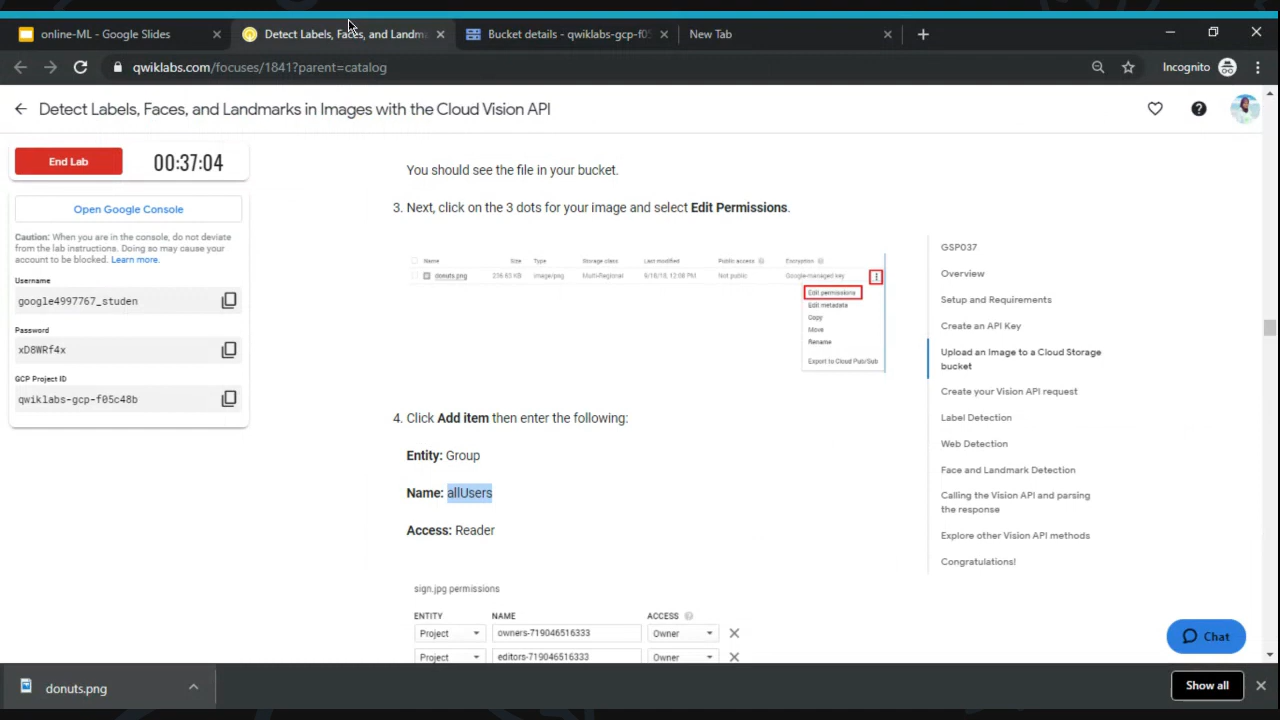 online-ML - Google Slides
Detect Labels, Faces, and Landm
Bucket details - qwiklabs-gcp-f05
New Tab
qwiklabs.com/focuses/1841?parent=catalog
Incognito
Detect Labels, Faces, and Landmarks in Images with the Cloud Vision API
End Lab
00:37:04
Open Google Console
Caution: When you are in the console, do not deviate
from the lab instructions. Doing so may cause your
account to be blocked. Learn more.
Username
google4997767_studen
Password
xD8WRf4x
GCP Project ID
qwiklabs-gcp-f05c48b
You should see the file in your bucket.
3. Next, click on the 3 dots for your image and select Edit Permissions.
Name Size Type Storage class Last modified Public access Encryption
donuts.png 236.63 KB image/png Multi-Regional 9/18/18, 12:08 PM Not public Google-managed key
Edit permissions
Edit metadata
Copy
Move
Rename
Export to Cloud Pub/Sub
4. Click Add item then enter the following:
Entity: Group
Name: allUsers
Access: Reader
sign.jpg permissions
ENTITY NAME ACCESS
Project owners-719046516333 Owner
Project editors-719046516333 Owner
GSP037
Overview
Setup and Requirements
Create an API Key
Upload an Image to a Cloud Storage
bucket
Create your Vision API request
Label Detection
Web Detection
Face and Landmark Detection
Calling the Vision API and parsing
the response
Explore other Vision API methods
Congratulations!
Chat
donuts.png
Show all